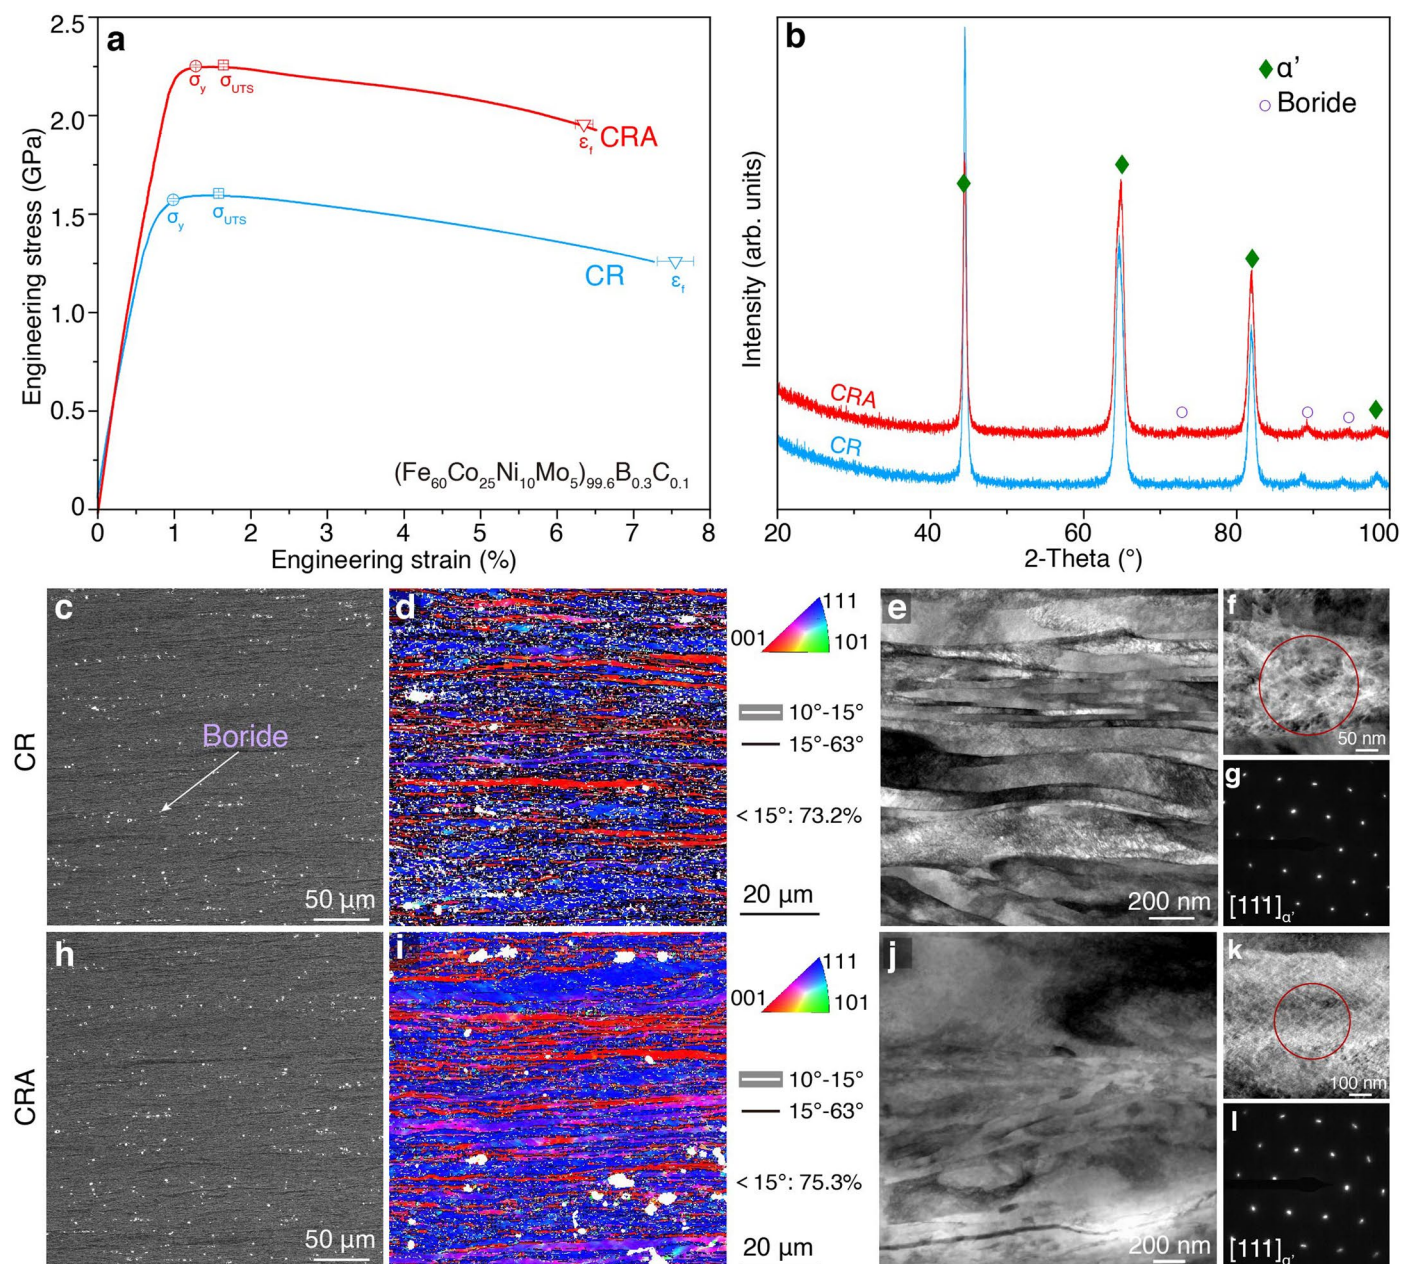 a
2.5
2.0
1.5
1.0
0.5
0
Engineering stress (GPa)
σy
σUTS
εf
CRA
σy
σUTS
CR
εf
(Fe60Co25Ni10Mo5)99.6B0.3C0.1
0 1 2 3 4 5 6 7 8
Engineering strain (%)
b
α'
Boride
Intensity (arb. units)
CRA
CR
20 40 60 80 100
2-Theta (°)
CR
c
Boride
50 μm
d
111
001
101
10°-15°
15°-63°
< 15°: 73.2%
20 μm
e
200 nm
f
50 nm
g
[111]α'
CRA
h
50 μm
i
111
001
101
10°-15°
15°-63°
< 15°: 75.3%
20 μm
j
200 nm
k
100 nm
l
[111]α'